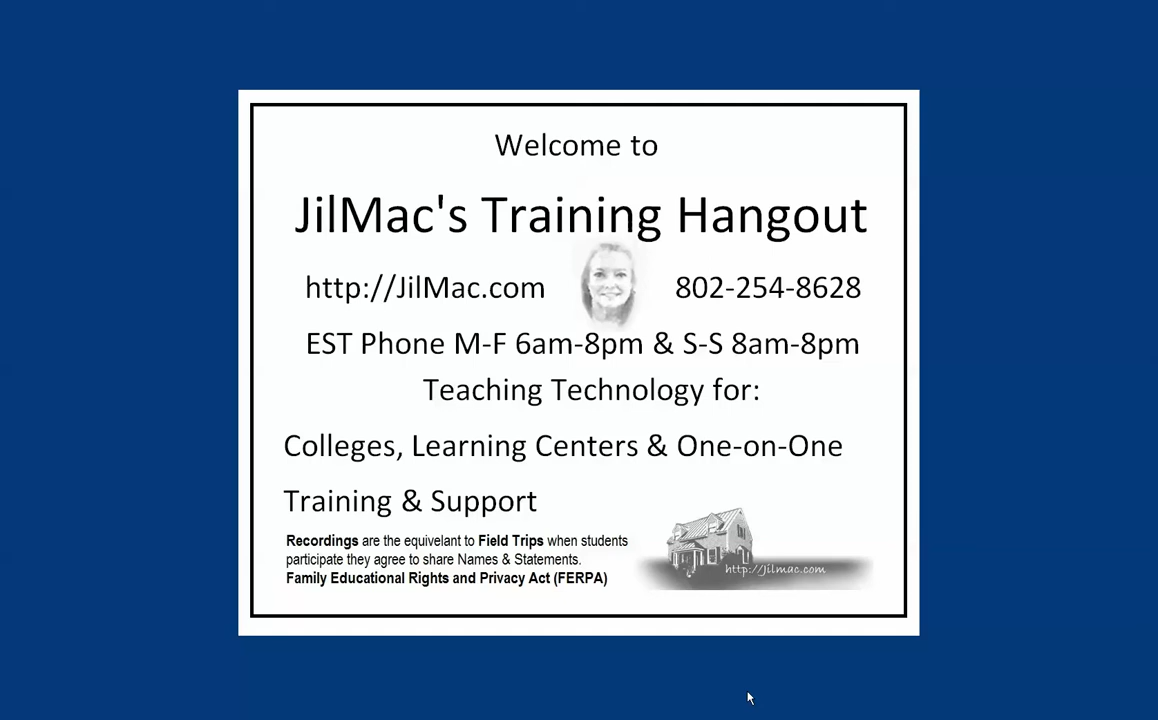 Welcome to
JilMac's Training Hangout
http://JilMac.com 802-254-8628
EST Phone M-F 6am-8pm & S-S 8am-8pm
Teaching Technology for:
Colleges, Learning Centers & One-on-One
Training & Support
Recordings are the equivelant to Field Trips when students
participate they agree to share Names & Statements.
Family Educational Rights and Privacy Act (FERPA)
http://jilmac.com